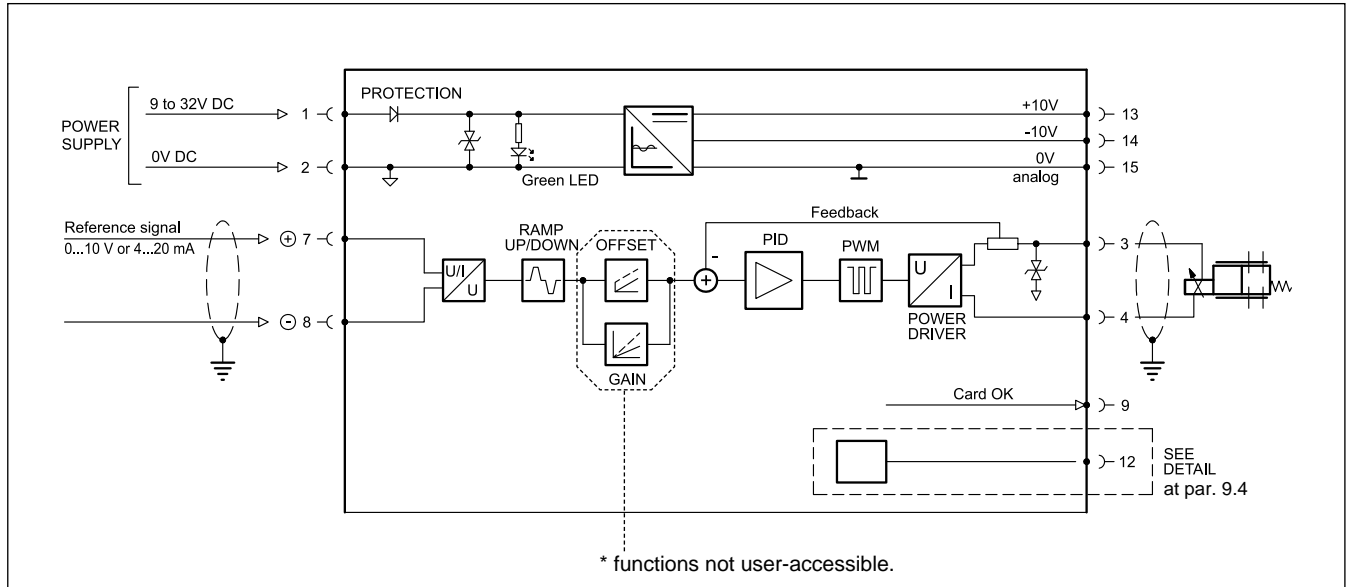 POWER
SUPPLY
9 to 32V DC
1
PROTECTION
0V DC
2
Green LED
+10V
13
-10V
14
0V
analog
15
Reference signal
0...10 V or 4...20 mA
+ 7
- 8
U/I
U
RAMP
UP/DOWN
OFFSET
GAIN
Feedback
-
+
PID
PWM
U
I
POWER
DRIVER
3
4
Card OK
9
12
SEE
DETAIL
at par. 9.4
* functions not user-accessible.